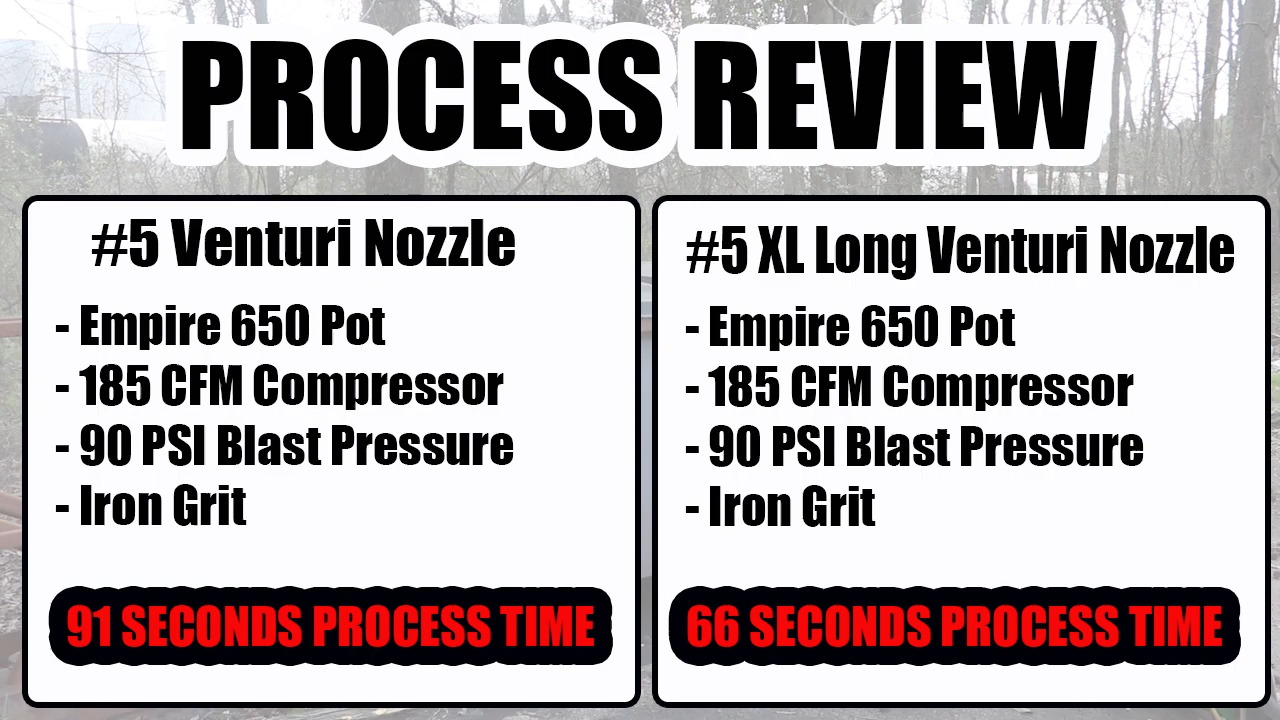 PROCESS REVIEW
#5 Venturi Nozzle
- Empire 650 Pot
- 185 CFM Compressor
- 90 PSI Blast Pressure
- Iron Grit
91 SECONDS PROCESS TIME
#5 XL Long Venturi Nozzle
- Empire 650 Pot
- 185 CFM Compressor
- 90 PSI Blast Pressure
- Iron Grit
66 SECONDS PROCESS TIME